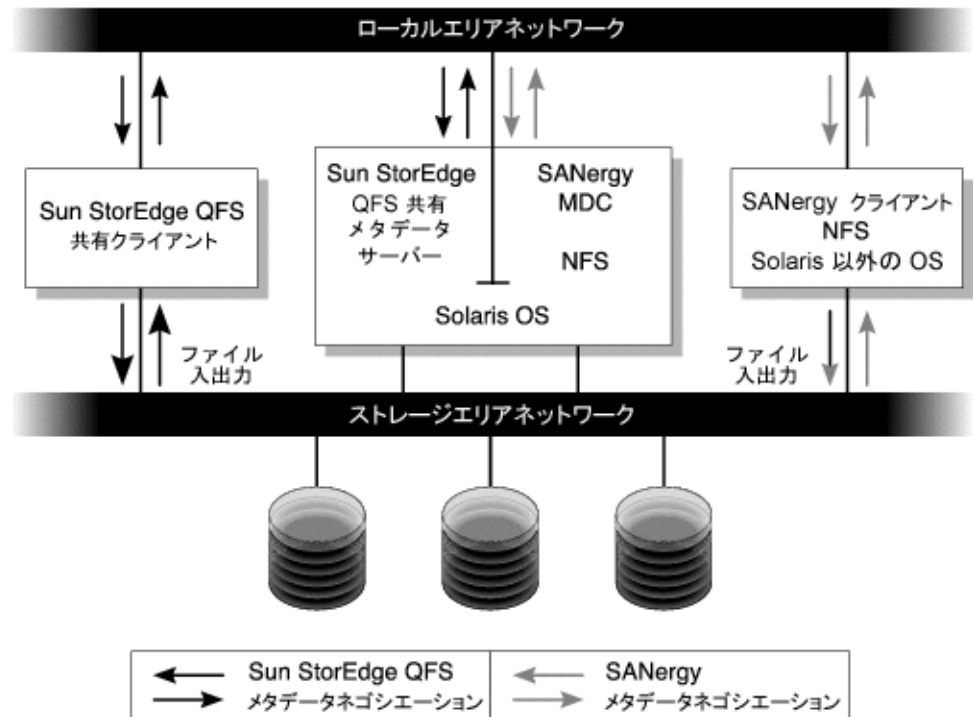 ローカルエリアネットワーク
Sun StorEdge QFS
共有クライアント
Sun StorEdge
QFS 共有
メタデータ
サーバー
SANergy
MDC
NFS
Solaris OS
SANergy クライアント
NFS
Solaris 以外の OS
ファイル
入出力
ファイル
入出力
ストレージエリアネットワーク
Sun StorEdge QFS
メタデータネゴシエーション
SANergy
メタデータネゴシエーション